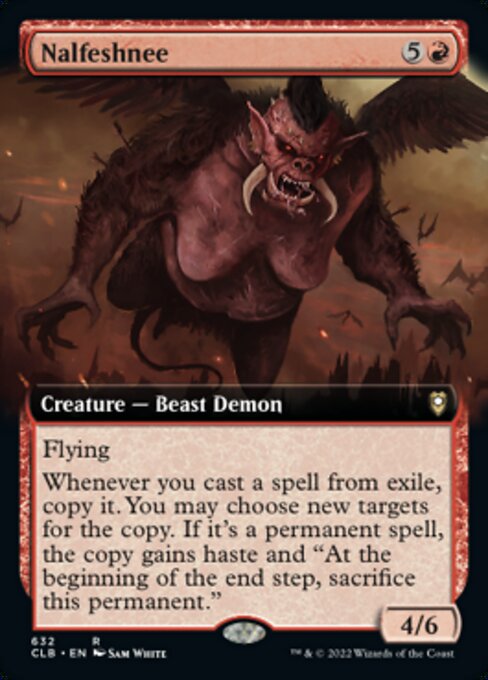 Nalfeshnee 5
Creature — Beast Demon
Flying
Whenever you cast a spell from exile,
copy it. You may choose new targets
for the copy. If it's a permanent spell,
the copy gains haste and “At the
beginning of the end step, sacrifice
this permanent.”
4/6
632 R
CLB • EN SAM WHITE ™ & © 2022 Wizards of the Coast